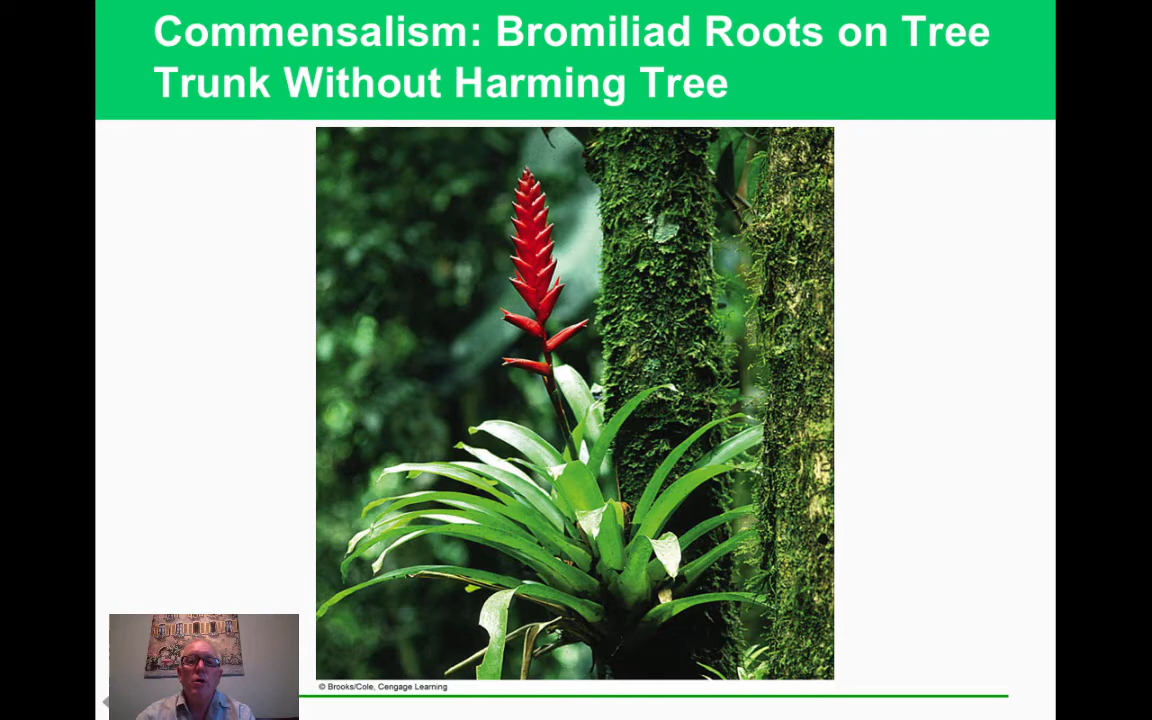 Commensalism: Bromiliad Roots on Tree
Trunk Without Harming Tree
© Brooks/Cole, Cengage Learning